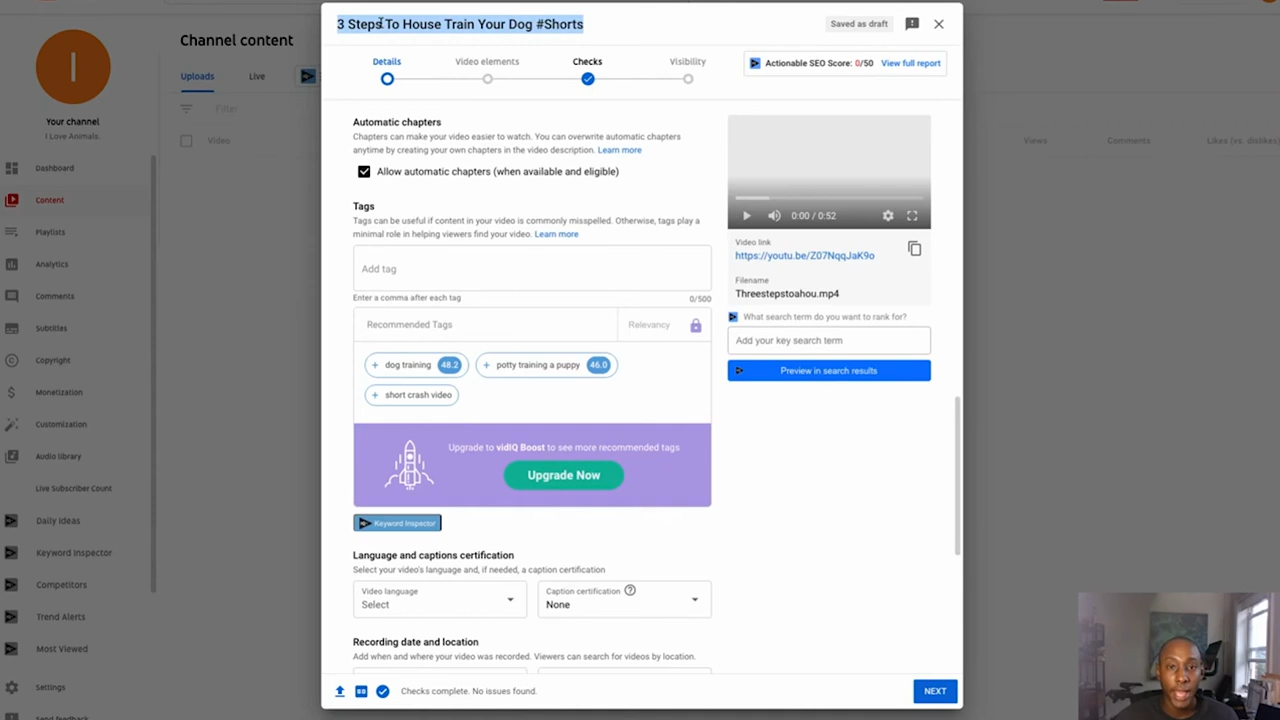 3 Steps To House Train Your Dog #Shorts
Saved as draft
Channel content
Uploads
Live
Filter
Video
Views
Comments
Likes (vs. dislikes)
Your channel
I Love Animals.
Dashboard
Content
Playlists
Analytics
Comments
Subtitles
Copyright
Monetization
Customization
Audio library
Live Subscriber Count
Daily Ideas
Keyword Inspector
Competitors
Trend Alerts
Most Viewed
Settings
Send feedback
Details
Video elements
Checks
Visibility
Actionable SEO Score: 0/50 View full report
Automatic chapters
Chapters can make your video easier to watch. You can overwrite automatic chapters
anytime by creating your own chapters in the video description. Learn more
Allow automatic chapters (when available and eligible)
Tags
Tags can be useful if content in your video is commonly misspelled. Otherwise, tags play a
minimal role in helping viewers find your video. Learn more
Add tag
Enter a comma after each tag
0/500
Recommended Tags
Relevancy
+ dog training 48.2
+ potty training a puppy 46.0
+ short crash video
Upgrade to vidIQ Boost to see more recommended tags
Upgrade Now
Keyword Inspector
Language and captions certification
Select your video's language and, if needed, a caption certification
Video language
Select
Caption certification
None
Recording date and location
Add when and where your video was recorded. Viewers can search for videos by location.
0:00 / 0:52
Video link
https://youtu.be/Z07NqqJaK9o
Filename
Threestepstoahou.mp4
What search term do you want to rank for?
Add your key search term
Preview in search results
Checks complete. No issues found.
NEXT